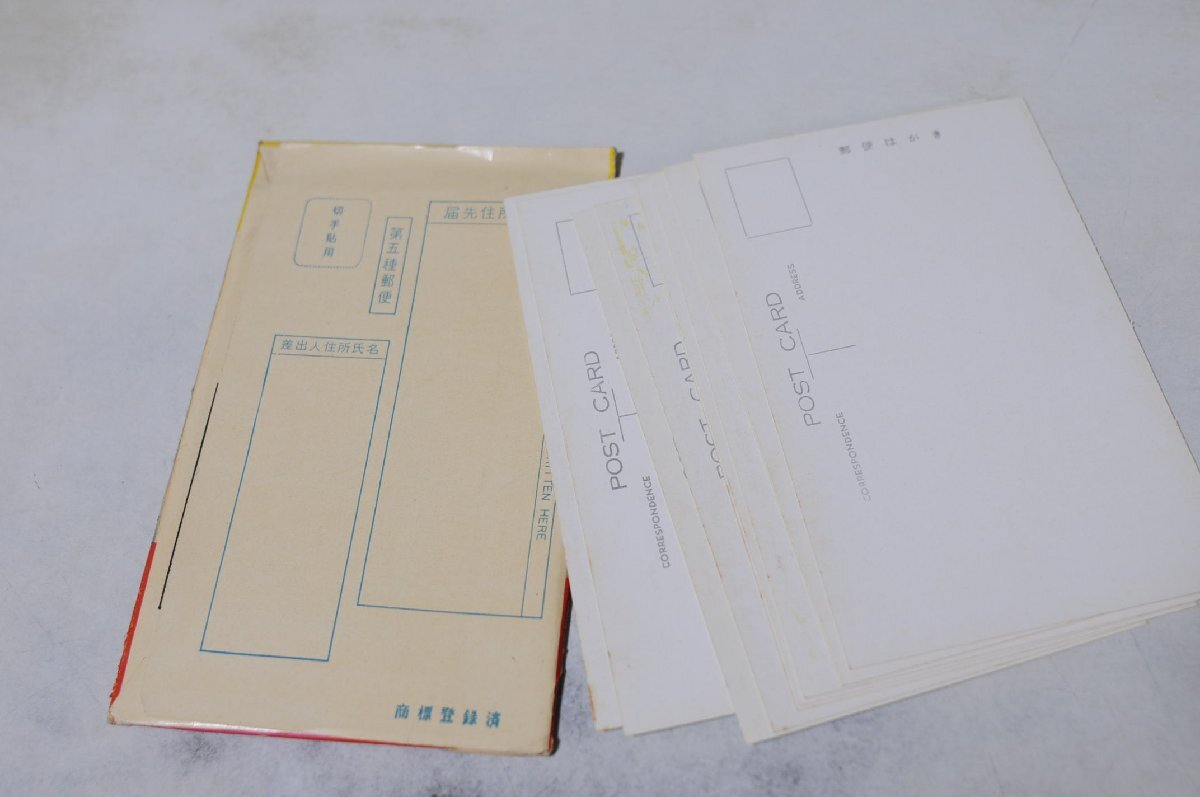 切手貼用
第五種郵便
届先住所
差出人住所氏名
TTEN HERE
商標登録済
POST CARD
CORRESPONDENCE
POST CARD
郵便はがき
POST CARD
ADDRESS
CORRESPONDENCE